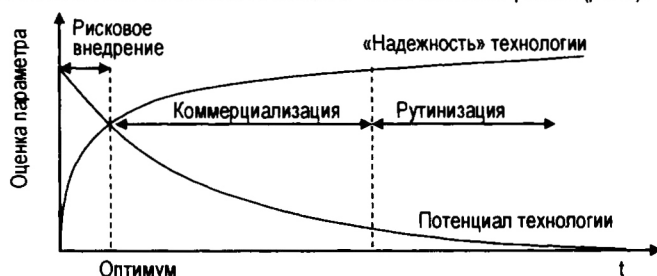 Рисковое
внедрение
«Надежность» технологии
Оценка параметра
Коммерциализация
Рутинизация
Потенциал технологии
Оптимум
t